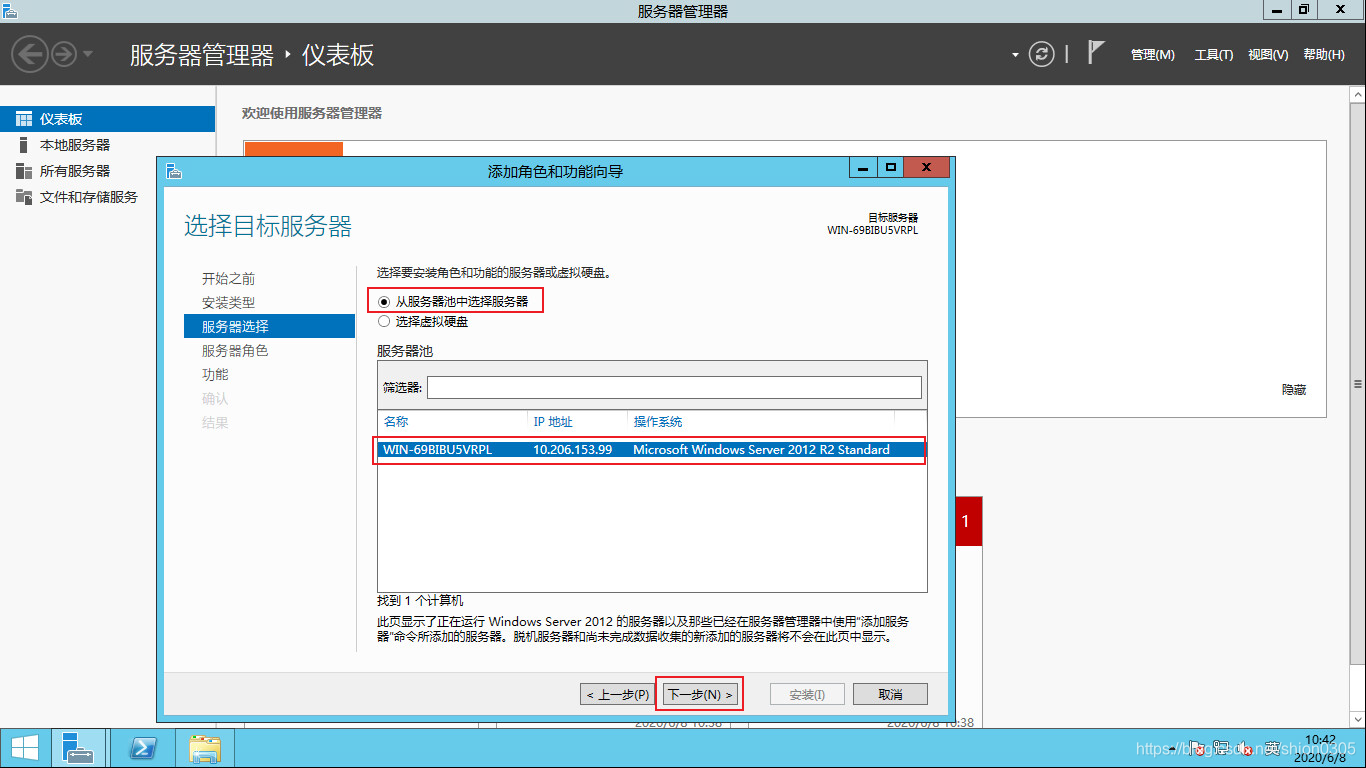 服务器管理器
服务器管理器 · 仪表板
管理(M) 工具(T) 视图(V) 帮助(H)
仪表板
本地服务器
所有服务器
文件和存储服务
欢迎使用服务器管理器
隐藏
1
添加角色和功能向导
选择目标服务器
目标服务器
WIN-69BIBU5VRPL
开始之前
安装类型
服务器选择
服务器角色
功能
确认
结果
选择要安装角色和功能的服务器或虚拟硬盘。
从服务器池中选择服务器
选择虚拟硬盘
服务器池
筛选器:
名称 IP 地址 操作系统
WIN-69BIBU5VRPL 10.206.153.99 Microsoft Windows Server 2012 R2 Standard
找到 1 个计算机
此页显示了正在运行 Windows Server 2012 的服务器以及那些已经在服务器管理器中使用"添加服务
器"命令所添加的服务器。脱机服务器和尚未完成数据收集的新添加的服务器将不会在此页中显示。
< 上一步(P) 下一步(N) > 安装(I) 取消
2020/6/8 10:38 2020/6/8 10:38
英
10:42
2020/6/8
https://blog.csdn.net/shion0305